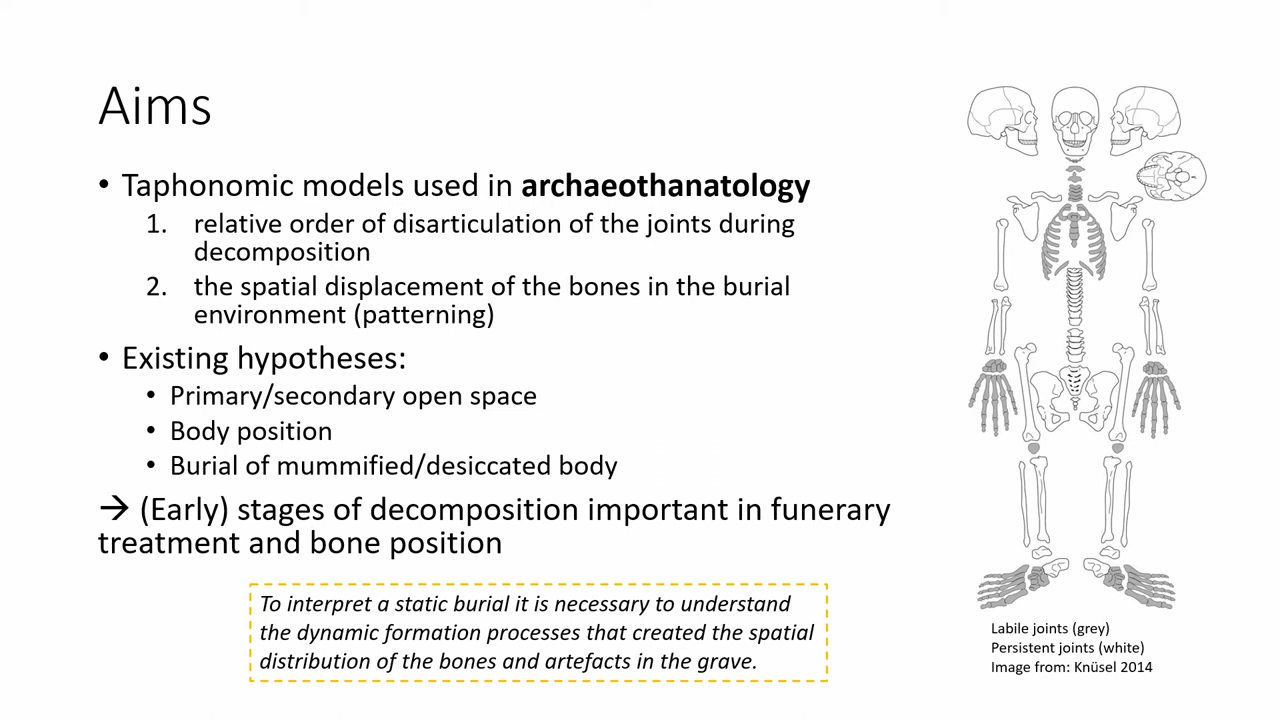 Aims
• Taphonomic models used in archaeothanatology
1. relative order of disarticulation of the joints during
decomposition
2. the spatial displacement of the bones in the burial
environment (patterning)
• Existing hypotheses:
• Primary/secondary open space
• Body position
• Burial of mummified/desiccated body
→ (Early) stages of decomposition important in funerary
treatment and bone position
To interpret a static burial it is necessary to understand
the dynamic formation processes that created the spatial
distribution of the bones and artefacts in the grave.
Labile joints (grey)
Persistent joints (white)
Image from: Knüsel 2014